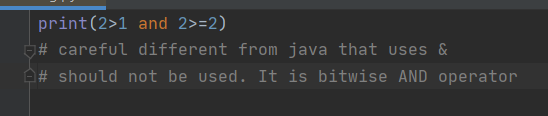 print(2>1 and 2>=2)
# careful different from java that uses &
# should not be used. It is bitwise AND operator